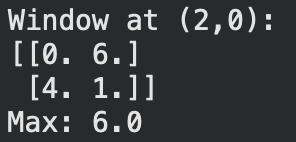 Window at (2,0):
[[0. 6.]
 [4. 1.]]
Max: 6.0